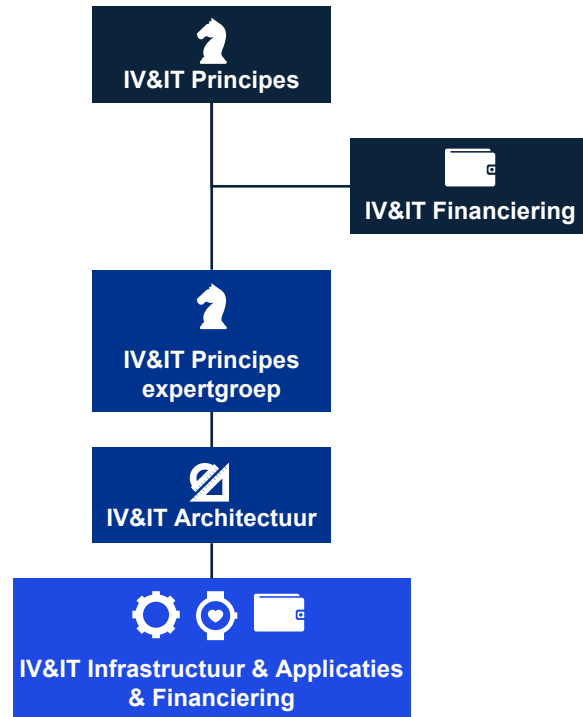 IV&IT Principes
IV&IT Financiering
IV&IT Principes
expertgroep
IV&IT Architectuur
IV&IT Infrastructuur & Applicaties
& Financiering